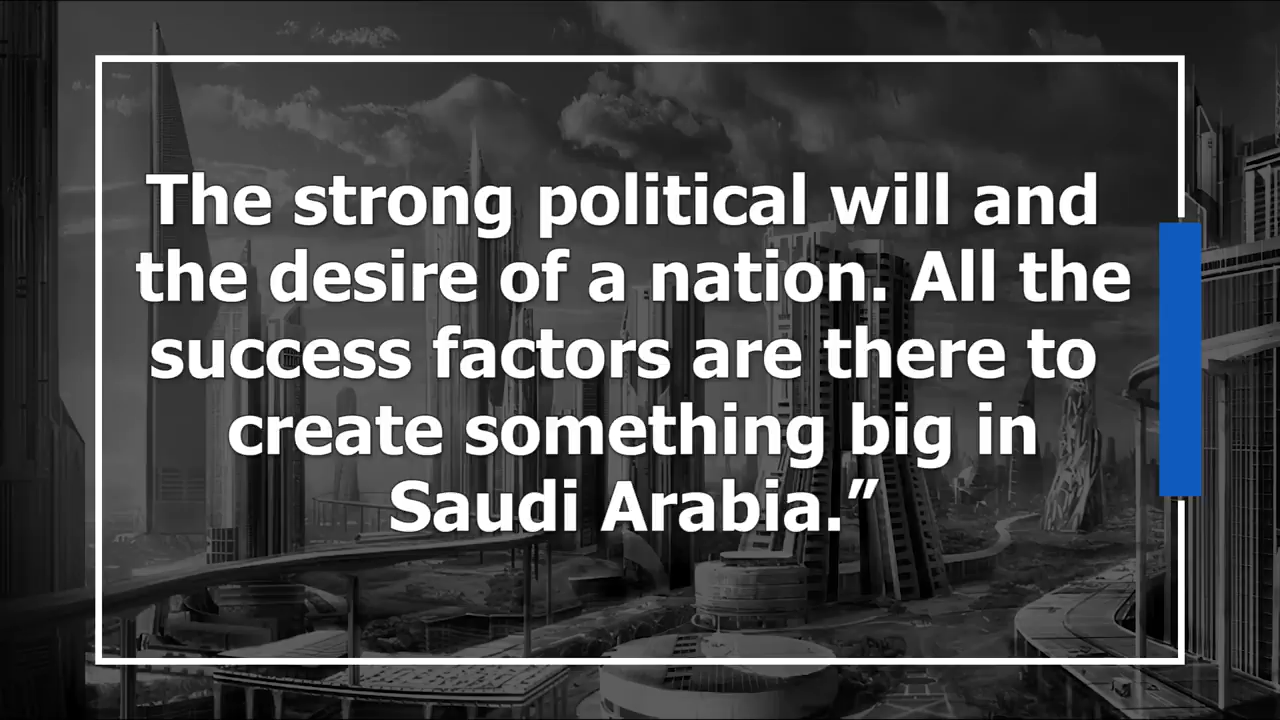 The strong political will and
the desire of a nation. All the
success factors are there to
create something big in
Saudi Arabia.”